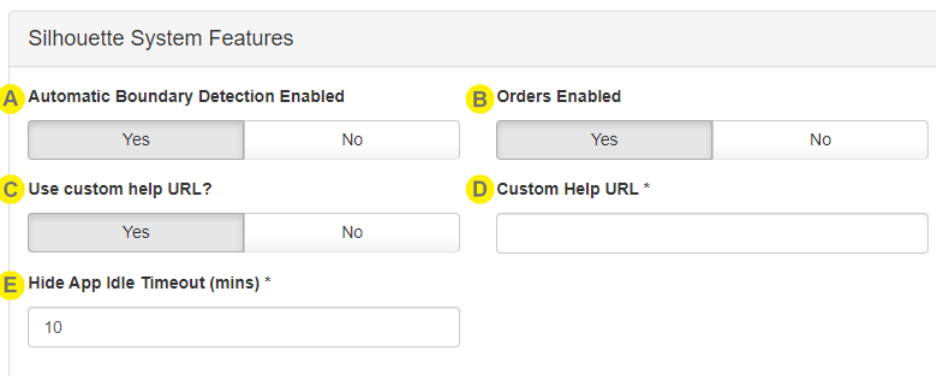 Silhouette System Features
A Automatic Boundary Detection Enabled
B Orders Enabled
Yes No
Yes No
C Use custom help URL?
D Custom Help URL *
Yes No
E Hide App Idle Timeout (mins) *
10